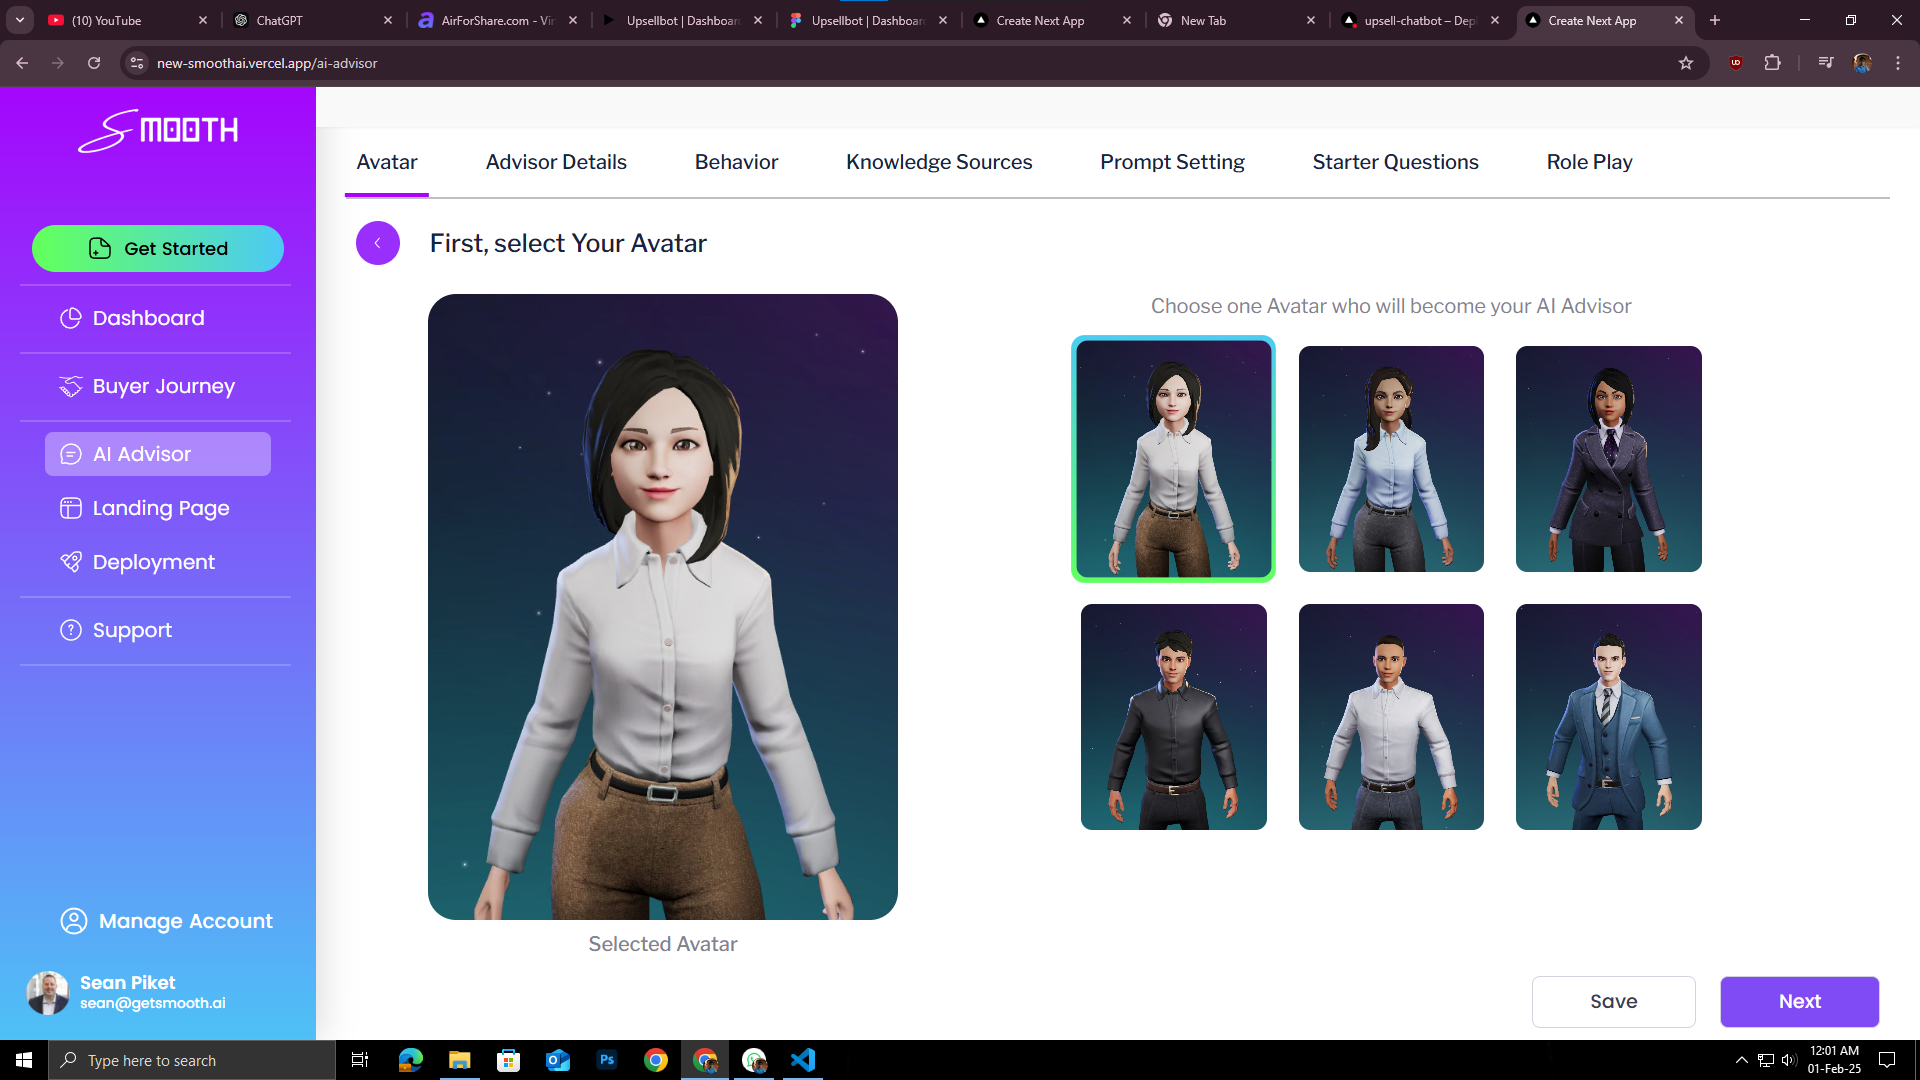 (10) YouTube
ChatGPT
AirForShare.com - Vir
Upsellbot | Dashboard
Upsellbot | Dashboar
Create Next App
New Tab
upsell-chatbot – Depl
Create Next App
new-smoothai.vercel.app/ai-advisor
SMOOTH
Get Started
Dashboard
Buyer Journey
AI Advisor
Landing Page
Deployment
Support
Manage Account
Sean Piket
sean@getsmooth.ai
Avatar
Advisor Details
Behavior
Knowledge Sources
Prompt Setting
Starter Questions
Role Play
First, select Your Avatar
Selected Avatar
Choose one Avatar who will become your AI Advisor
Save
Next
Type here to search
Ps
12:01 AM
01-Feb-25